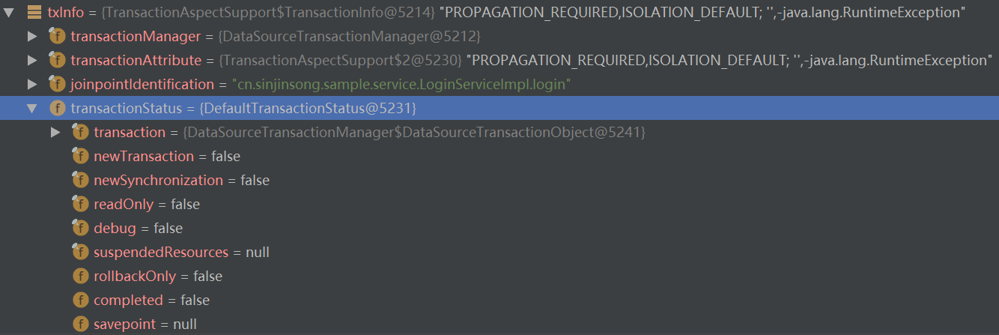 txInfo = {TransactionAspectSupport$TransactionInfo@5214} "PROPAGATION_REQUIRED,ISOLATION_DEFAULT; '',-java.lang.RuntimeException"
f transactionManager = {DataSourceTransactionManager@5212}
f transactionAttribute = {TransactionAspectSupport$2@5230} "PROPAGATION_REQUIRED,ISOLATION_DEFAULT; '',-java.lang.RuntimeException"
f joinpointIdentification = "cn.sinjinsong.sample.service.LoginServiceImpl.login"
f transactionStatus = {DefaultTransactionStatus@5231}
f transaction = {DataSourceTransactionManager$DataSourceTransactionObject@5241}
f newTransaction = false
f newSynchronization = false
f readOnly = false
f debug = false
f suspendedResources = null
f rollbackOnly = false
f completed = false
f savepoint = null